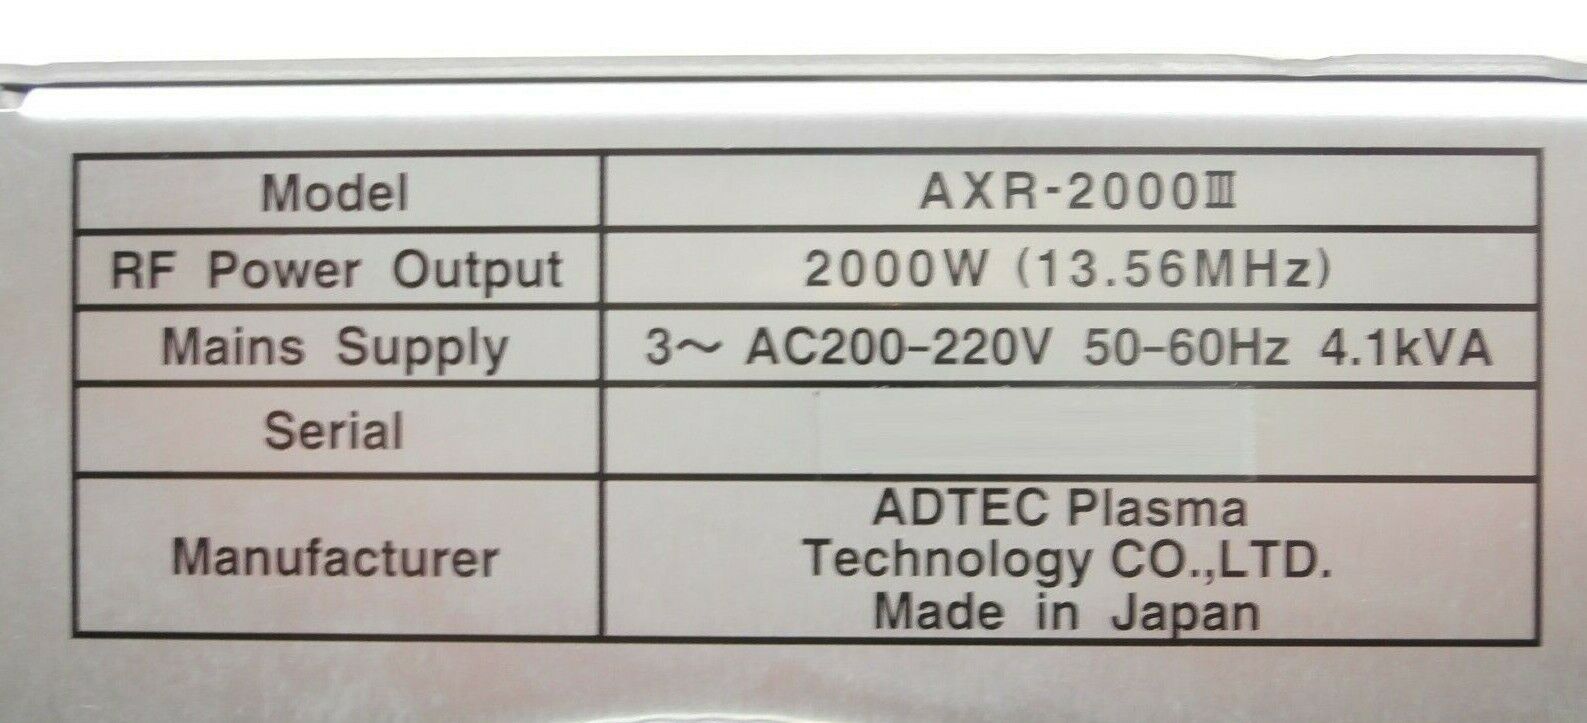 Model AXR-2000Ⅲ
RF Power Output 2000W (13.56MHz)
Mains Supply 3～ AC200-220V 50-60Hz 4.1kVA
Serial
Manufacturer
ADTEC Plasma
Technology CO.,LTD.
Made in Japan